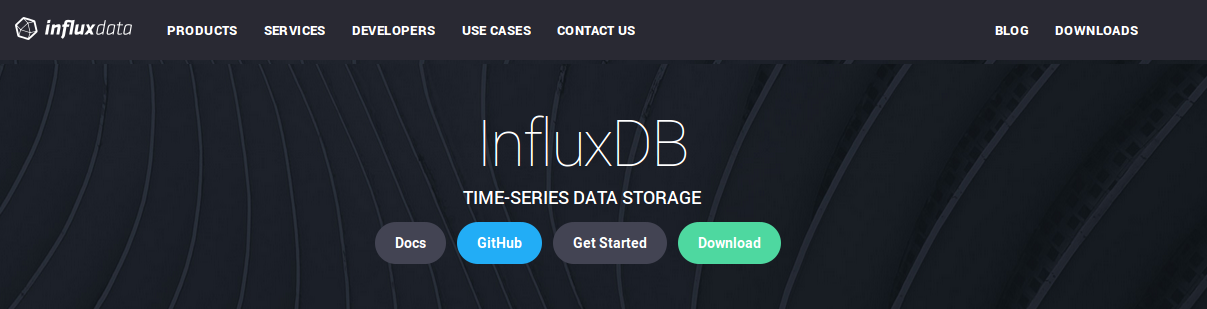 influxdata PRODUCTS SERVICES DEVELOPERS USE CASES CONTACT US BLOG DOWNLOADS
InfluxDB
TIME-SERIES DATA STORAGE
Docs GitHub Get Started Download